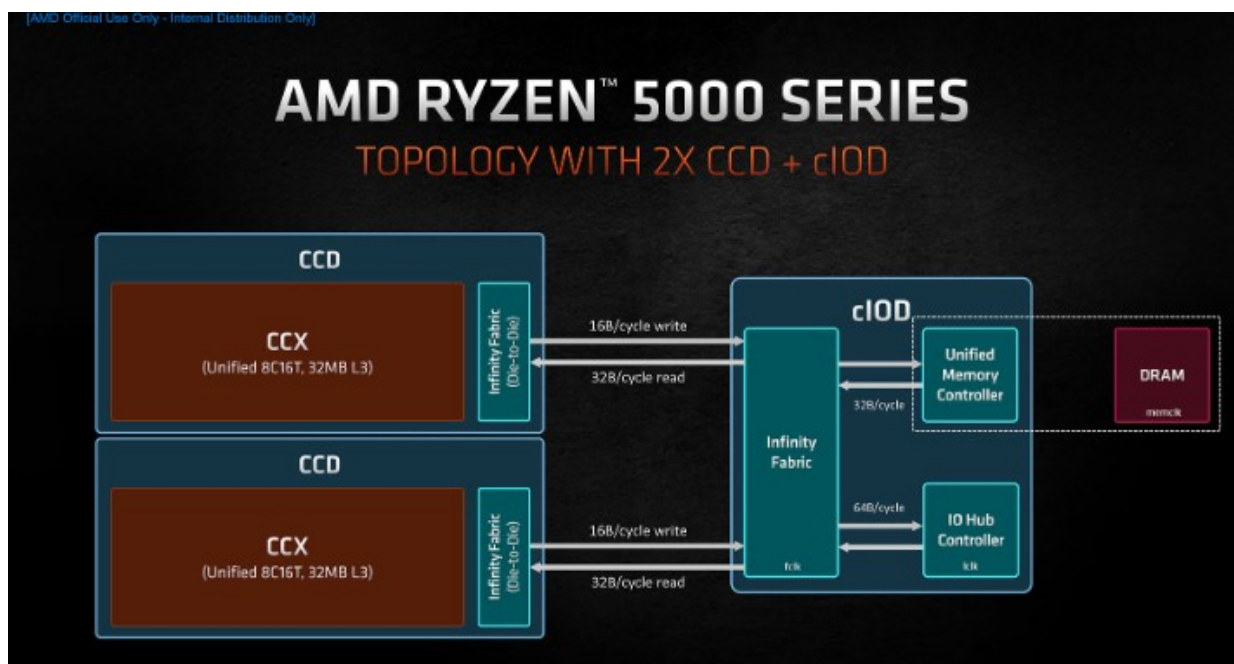 [AMD Official Use Only - Internal Distribution Only]
AMD RYZEN™ 5000 SERIES
TOPOLOGY WITH 2X CCD + cIOD
CCD
CCX
(Unified 8C16T, 32MB L3)
Infinity Fabric
(Die-to-Die)
16B/cycle write
32B/cycle read
CCD
CCX
(Unified 8C16T, 32MB L3)
Infinity Fabric
(Die-to-Die)
16B/cycle write
32B/cycle read
cIOD
Infinity
Fabric
fclk
32B/cycle
Unified
Memory
Controller
64B/cycle
IO Hub
Controller
lclk
DRAM
memclk